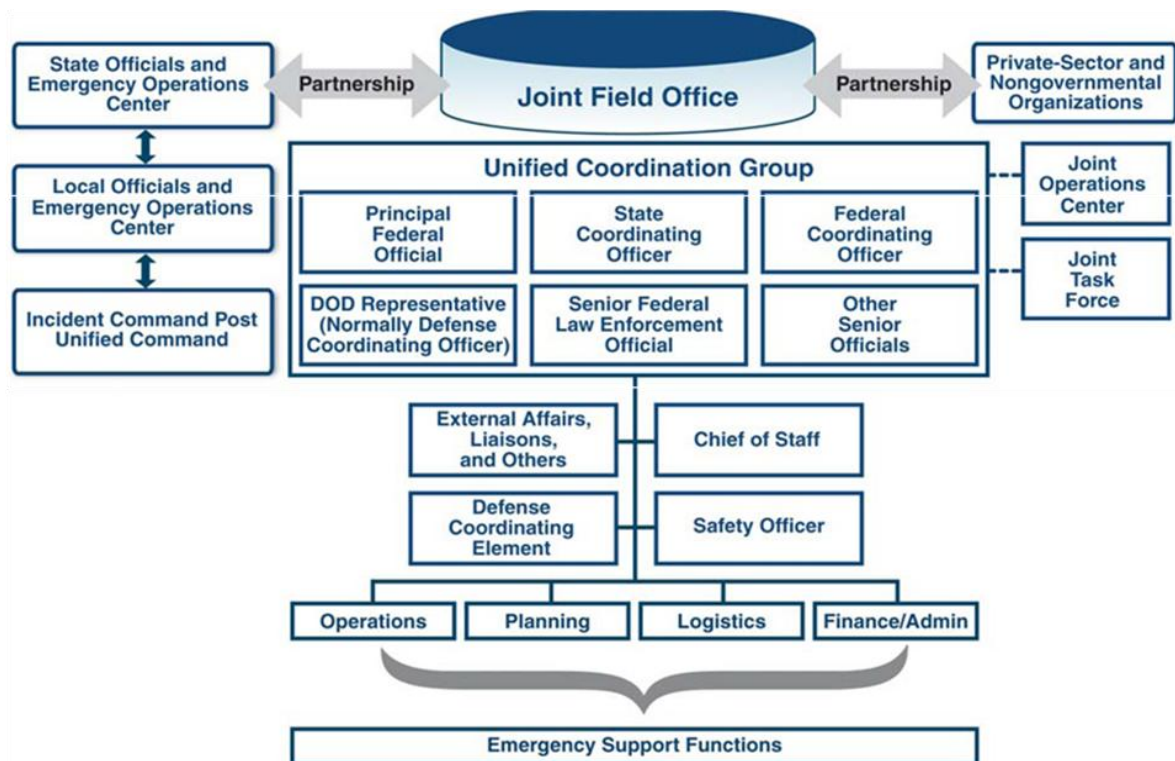 State Officials and
Emergency Operations
Center
Partnership
Joint Field Office
Partnership
Private-Sector and
Nongovernmental
Organizations
Local Officials and
Emergency Operations
Center
Incident Command Post
Unified Command
Unified Coordination Group
Principal
Federal
Official
State
Coordinating
Officer
Federal
Coordinating
Officer
DOD Representative
(Normally Defense
Coordinating Officer)
Senior Federal
Law Enforcement
Official
Other
Senior
Officials
Joint
Operations
Center
Joint
Task
Force
External Affairs,
Liaisons,
and Others
Chief of Staff
Defense
Coordinating
Element
Safety Officer
Operations
Planning
Logistics
Finance/Admin
Emergency Support Functions